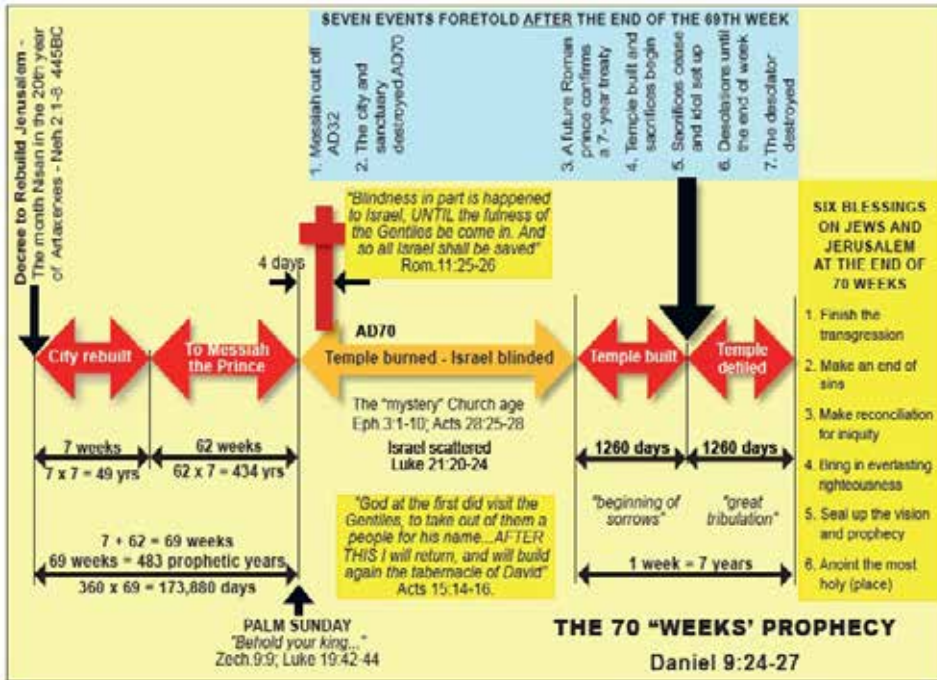 SEVEN EVENTS FORETOLD AFTER THE END OF THE 69TH WEEK
Decree to Rebuild Jerusalem -
The month Nisan in the 20th year
of Artaxerxes - Neh.2:1-8 445BC
1. Messiah cut off
AD32
2. The city and
sanctuary
destroyed AD70
3. A future Roman
prince confirms
a 7- year treaty
4. Temple built and
sacrifices begin
5. Sacrifices cease
and idol set up
6. Desolations until
the end of week
7. The desolator
destroyed
"Blindness in part is happened
to Israel, UNTIL the fulness of
the Gentiles be come in. And
so all Israel shall be saved"
Rom.11:25-26
4 days
City rebuilt
To Messiah
the Prince
AD70
Temple burned - Israel blinded
Temple built
Temple
defiled
The "mystery" Church age
Eph.3:1-10; Acts 28:25-28
Israel scattered
Luke 21:20-24
7 weeks
7 x 7 = 49 yrs
62 weeks
62 x 7 = 434 yrs
1260 days
1260 days
"beginning of
sorrows"
"great
tribulation"
7 + 62 = 69 weeks
69 weeks = 483 prophetic years
360 x 69 = 173,880 days
"God at the first did visit the
Gentiles, to take out of them a
people for his name...AFTER
THIS I will return, and will build
again the tabernacle of David"
Acts 15:14-16.
1 week = 7 years
PALM SUNDAY
"Behold your king..."
Zech.9:9; Luke 19:42-44
THE 70 "WEEKS' PROPHECY
Daniel 9:24-27
SIX BLESSINGS
ON JEWS AND
JERUSALEM
AT THE END OF
70 WEEKS
1. Finish the
transgression
2. Make an end of
sins
3. Make reconciliation
for iniquity
4. Bring in everlasting
righteousness
5. Seal up the vision
and prophecy
6. Anoint the most
holy (place)